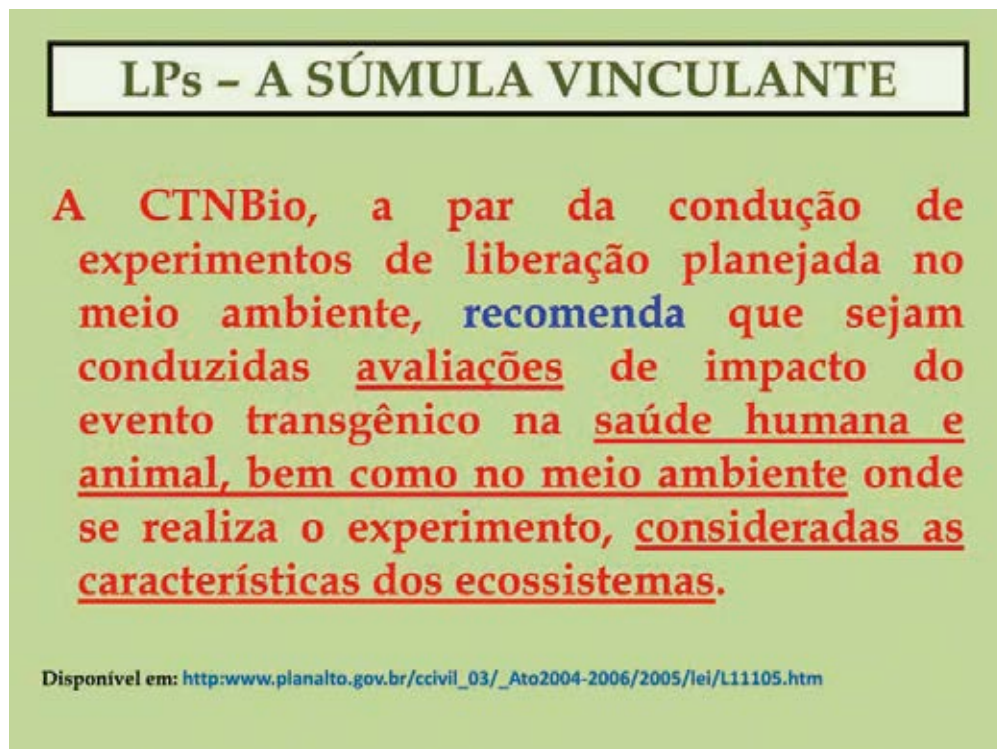 LPs – A SÚMULA VINCULANTE
A CTNBio, a par da condução de
experimentos de liberação planejada no
meio ambiente, recomenda que sejam
conduzidas avaliações de impacto do
evento transgênico na saúde humana e
animal, bem como no meio ambiente onde
se realiza o experimento, consideradas as
características dos ecossistemas.
Disponível em: http:www.planalto.gov.br/ccivil_03/_Ato2004-2006/2005/lei/L11105.htm